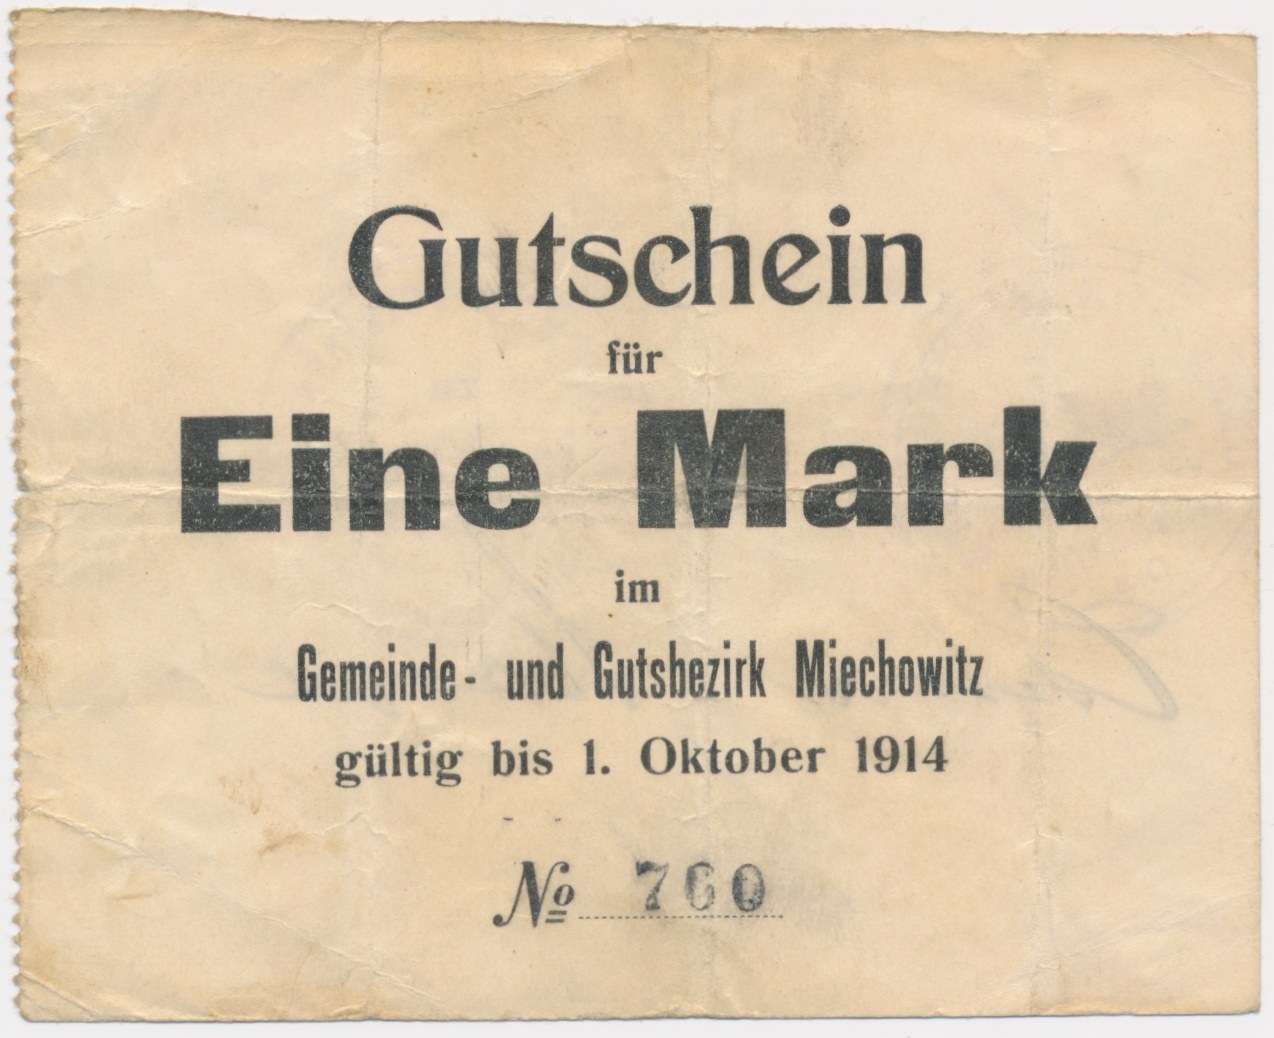 Gutschein
für
Eine Mark
im
Gemeinde- und Gutsbezirk Miechowitz
gültig bis 1. Oktober 1914
No 760